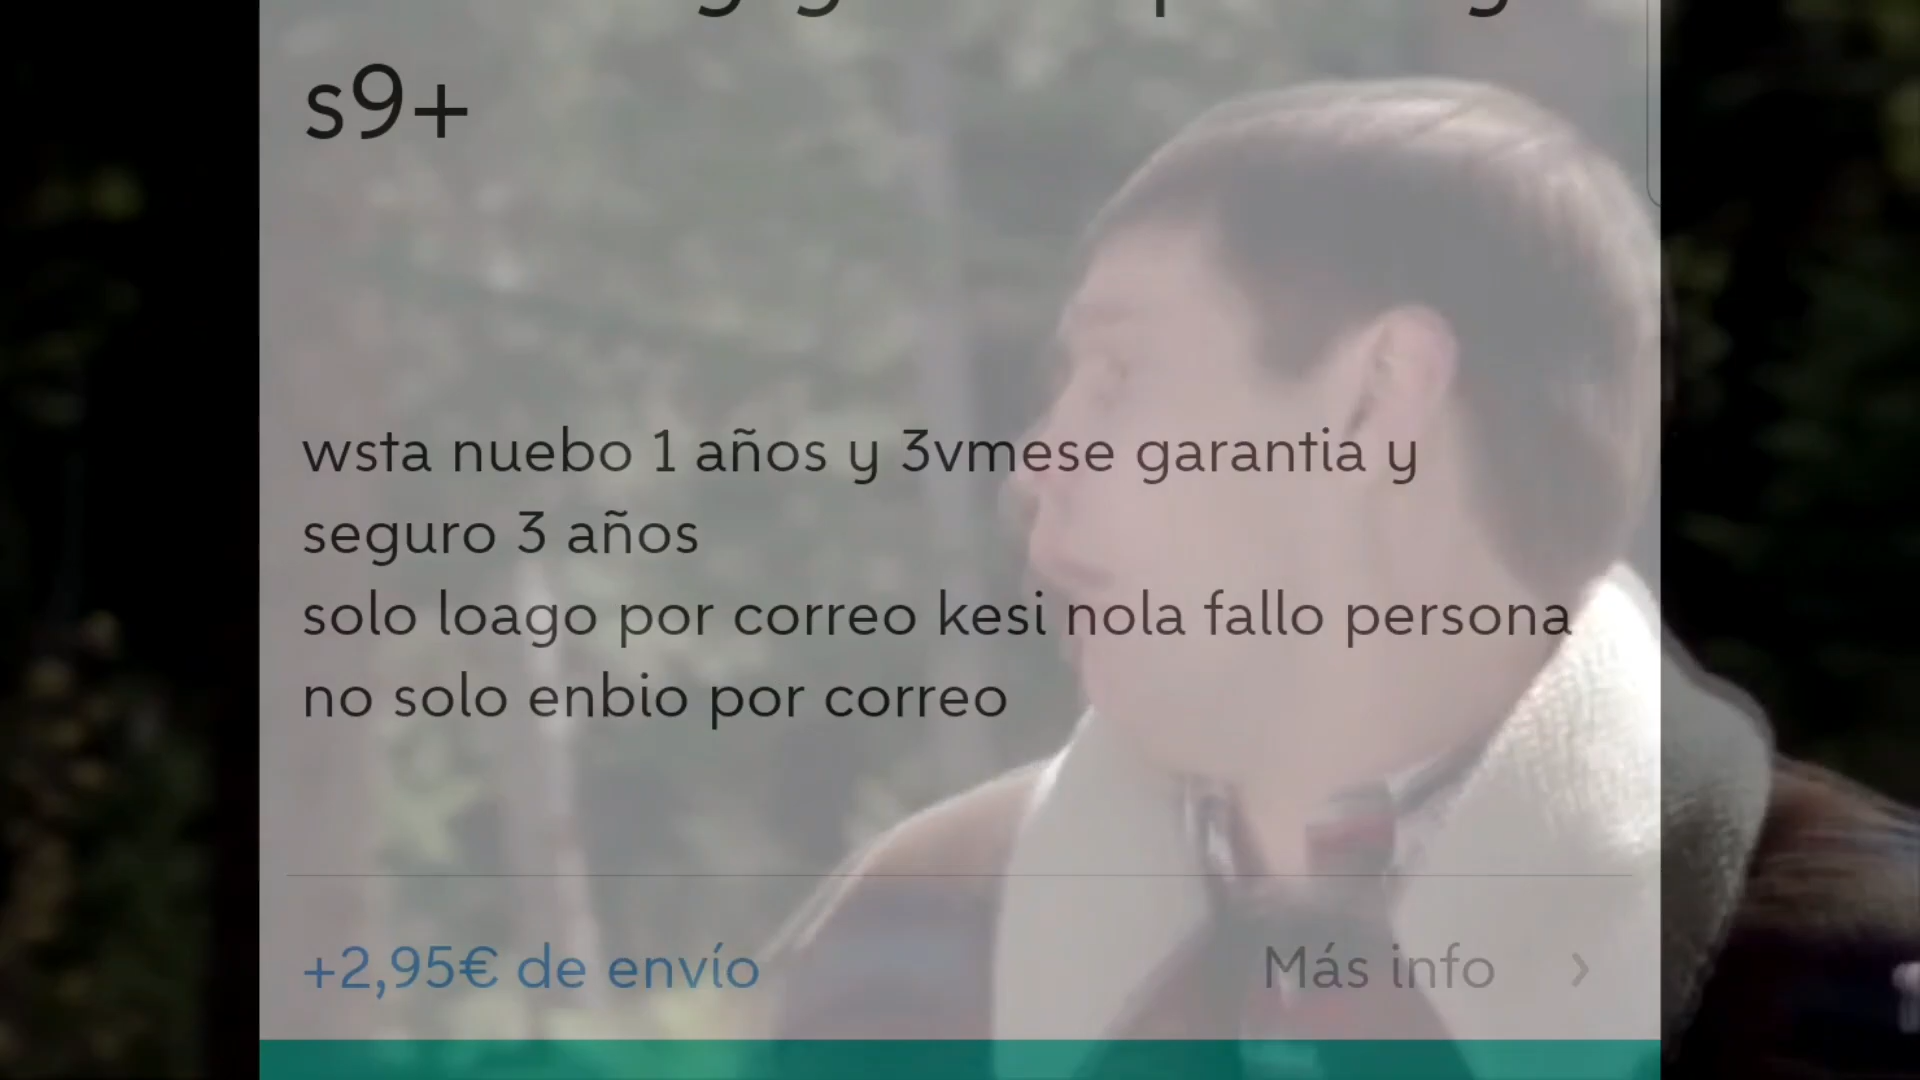 s9+
wsta nuebo 1 años y 3vmese garantia y
seguro 3 años
solo loago por correo kesi nola fallo persona
no solo enbio por correo
+2,95€ de envío
Más info